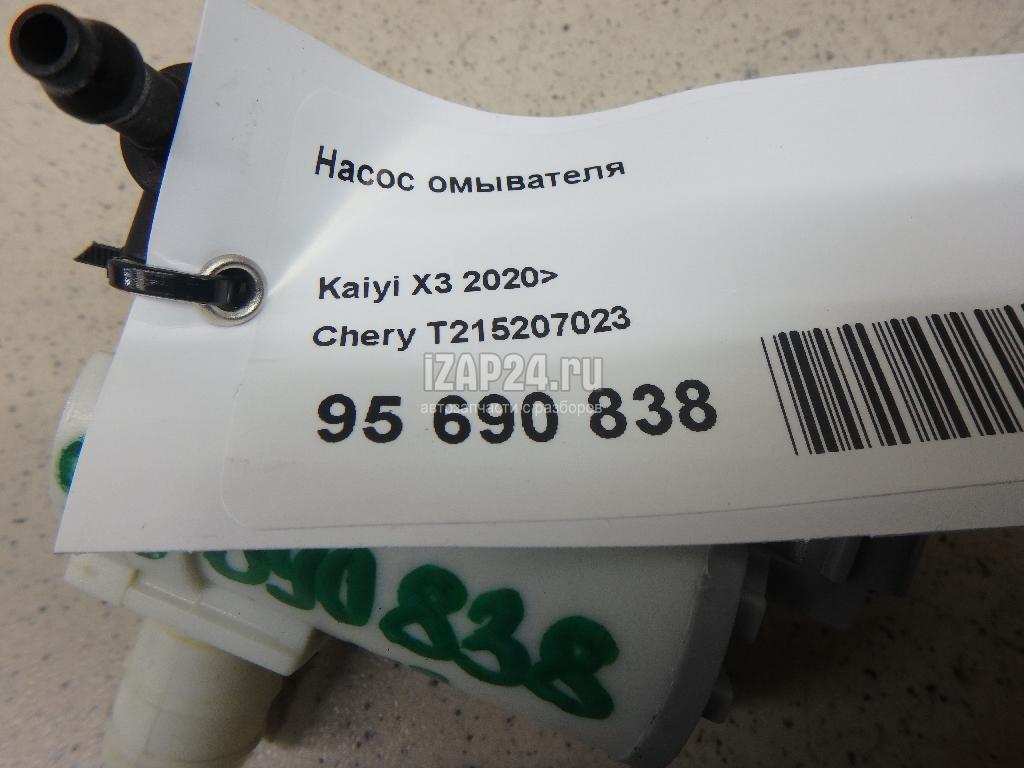 Насос омывателя
Kaiyi X3 2020>
Chery T215207023
iZAP24.ru
автозапчасти с разборов
95 690 838
690 838